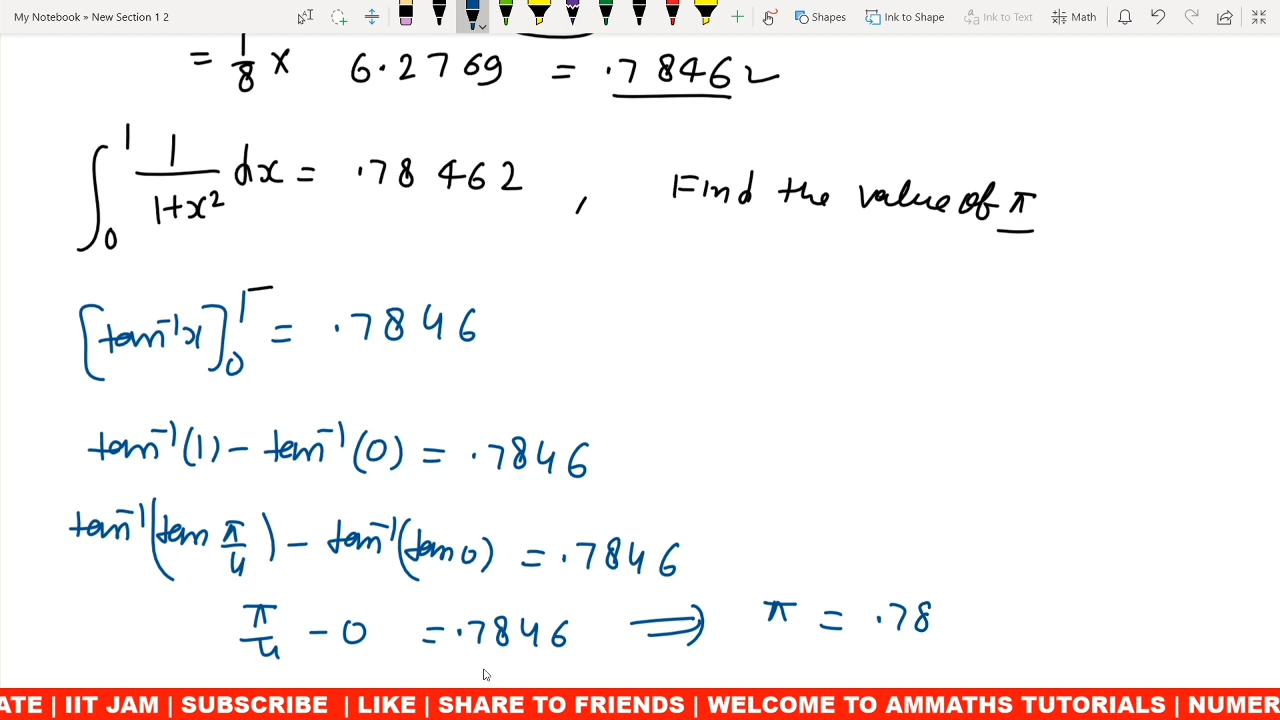 My Notebook » New Section 1 2
Shapes Ink to Shape Ink to Text Math
= 1/8 × 6.2769 = .78462
∫₀¹ 1/(1+x²) dx = .78462 , Find the value of π
[tan⁻¹x]₀¹ = .7846
tan⁻¹(1) - tan⁻¹(0) = .7846
tan⁻¹(tan π/4) - tan⁻¹(tan 0) = .7846
π/4 - 0 = .7846 ⟹ π = .78
ATE | IIT JAM | SUBSCRIBE | LIKE | SHARE TO FRIENDS | WELCOME TO AMMATHS TUTORIALS | NUMER